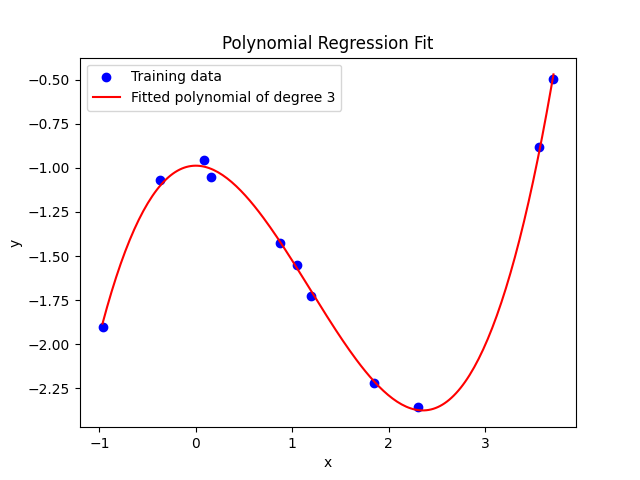 Polynomial Regression Fit
Training data
Fitted polynomial of degree 3
−0.50
−0.75
−1.00
−1.25
−1.50
−1.75
−2.00
−2.25
y
−1 0 1 2 3
x